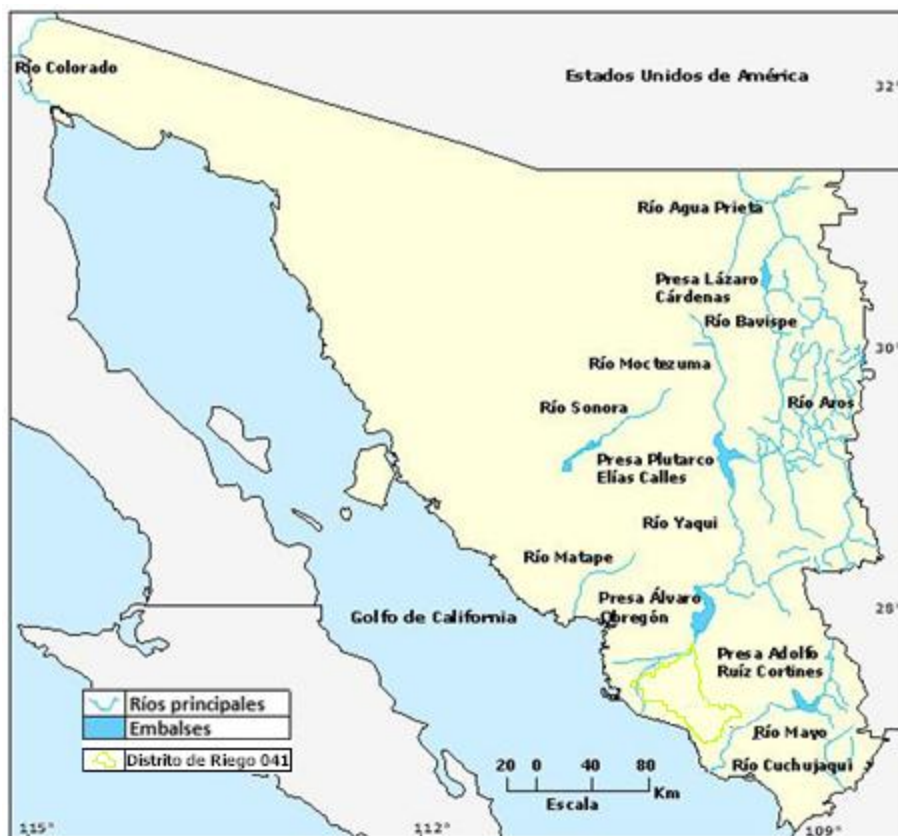 Río Colorado
Estados Unidos de América
32°
Río Agua Prieta
Presa Lázaro
Cárdenas
Río Bavispe
30°
Río Moctezuma
Río Sonora
Río Aros
Presa Plutarco
Elías Calles
Río Yaqui
Río Matape
Presa Álvaro
Obregón
28°
Golfo de California
Presa Adolfo
Ruíz Cortines
Ríos principales
Embalses
Distrito de Riego 041
Río Mayo
Río Cuchujaqui
20 0 40 80
Km
Escala
115°
112°
109°